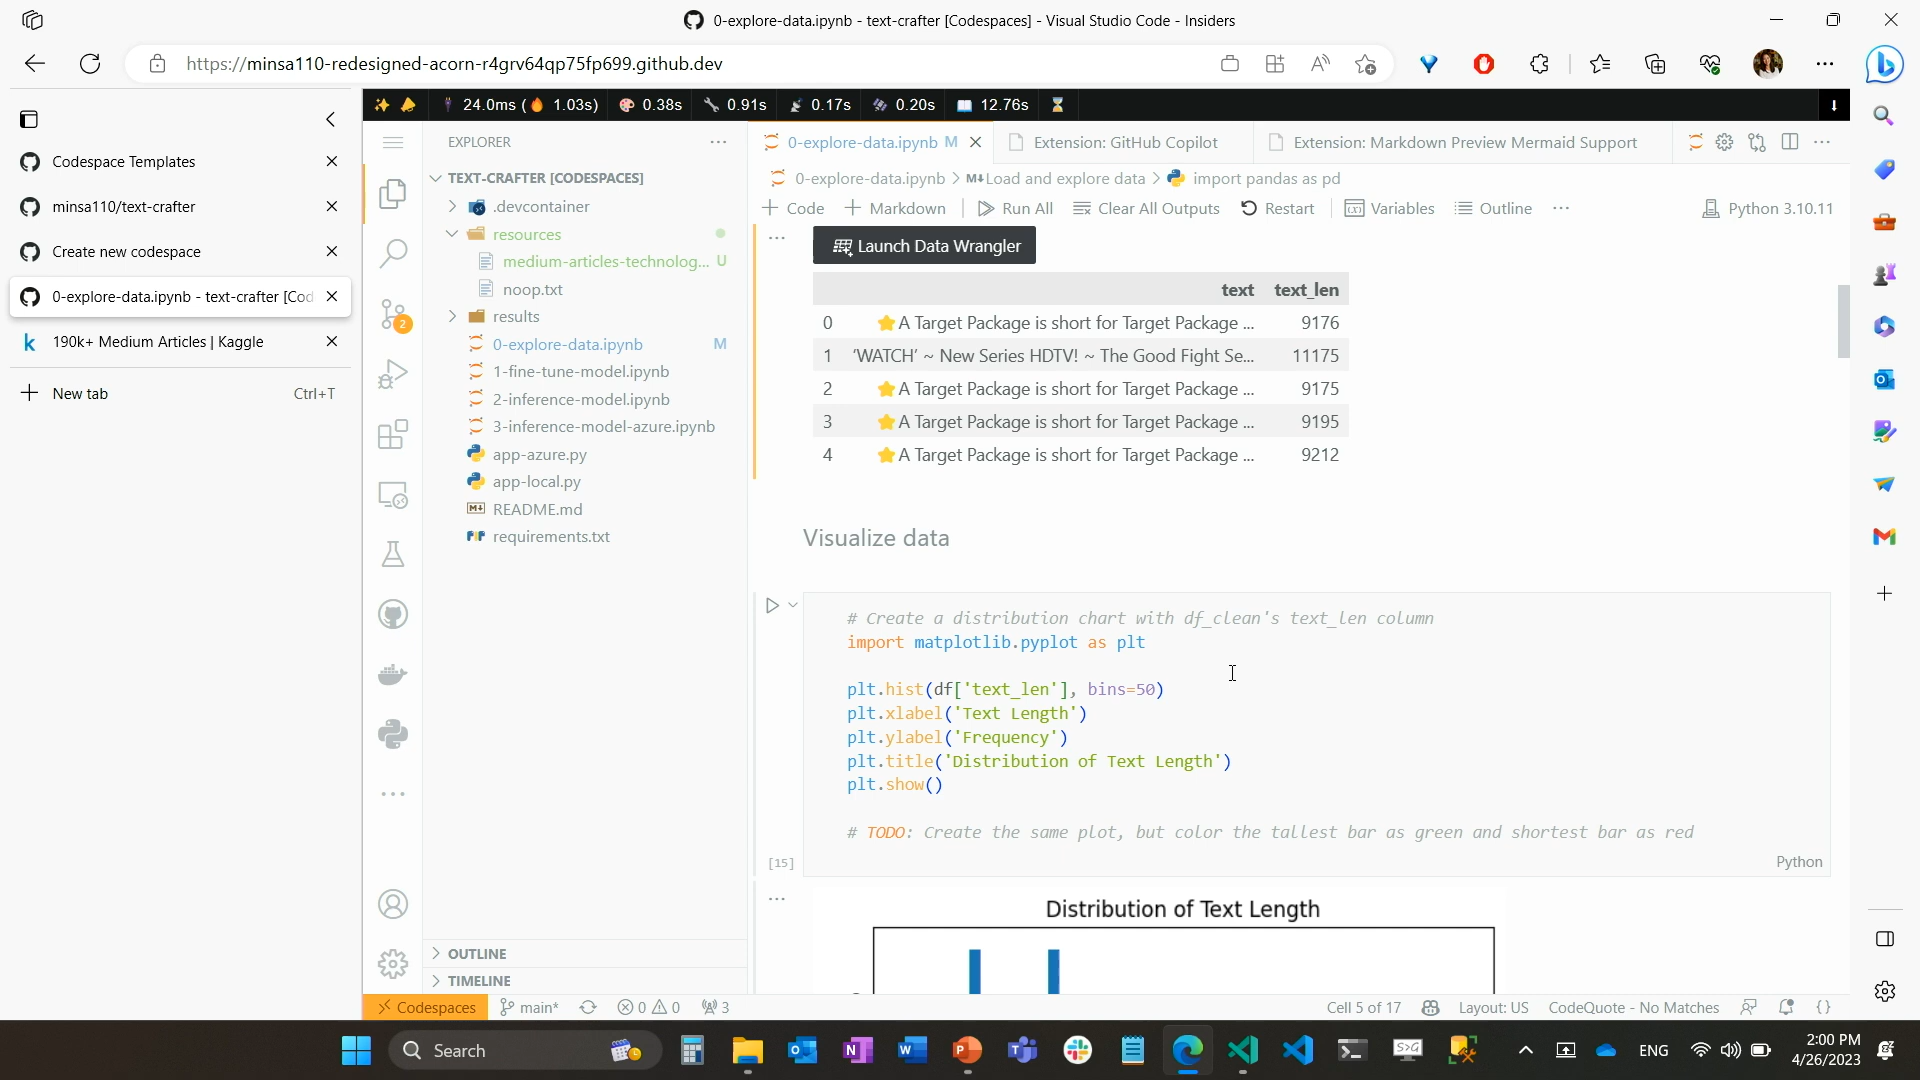 0-explore-data.ipynb - text-crafter [Codespaces] - Visual Studio Code - Insiders
https://minsa110-redesigned-acorn-r4grv64qp75fp699.github.dev
Codespace Templates
minsa110/text-crafter
Create new codespace
0-explore-data.ipynb - text-crafter [Cod
190k+ Medium Articles | Kaggle
New tab Ctrl+T
24.0ms ( 1.03s) 0.38s 0.91s 0.17s 0.20s 12.76s
EXPLORER
TEXT-CRAFTER [CODESPACES]
.devcontainer
resources
medium-articles-technolog... U
noop.txt
results
0-explore-data.ipynb M
1-fine-tune-model.ipynb
2-inference-model.ipynb
3-inference-model-azure.ipynb
app-azure.py
app-local.py
README.md
requirements.txt
OUTLINE
TIMELINE
2
0-explore-data.ipynb M Extension: GitHub Copilot Extension: Markdown Preview Mermaid Support
0-explore-data.ipynb > M↓Load and explore data > import pandas as pd
+ Code + Markdown Run All Clear All Outputs Restart Variables Outline ... Python 3.10.11
Launch Data Wrangler
text text_len
0 ⭐A Target Package is short for Target Package ... 9176
1 ‘WATCH’ ~ New Series HDTV! ~ The Good Fight Se... 11175
2 ⭐A Target Package is short for Target Package ... 9175
3 ⭐A Target Package is short for Target Package ... 9195
4 ⭐A Target Package is short for Target Package ... 9212
Visualize data
# Create a distribution chart with df_clean's text_len column
import matplotlib.pyplot as plt
plt.hist(df['text_len'], bins=50)
plt.xlabel('Text Length')
plt.ylabel('Frequency')
plt.title('Distribution of Text Length')
plt.show()
# TODO: Create the same plot, but color the tallest bar as green and shortest bar as red
[15] Python
Distribution of Text Length
Codespaces main* 0 0 3 Cell 5 of 17 Layout: US CodeQuote - No Matches
Search ENG 2:00 PM
4/26/2023